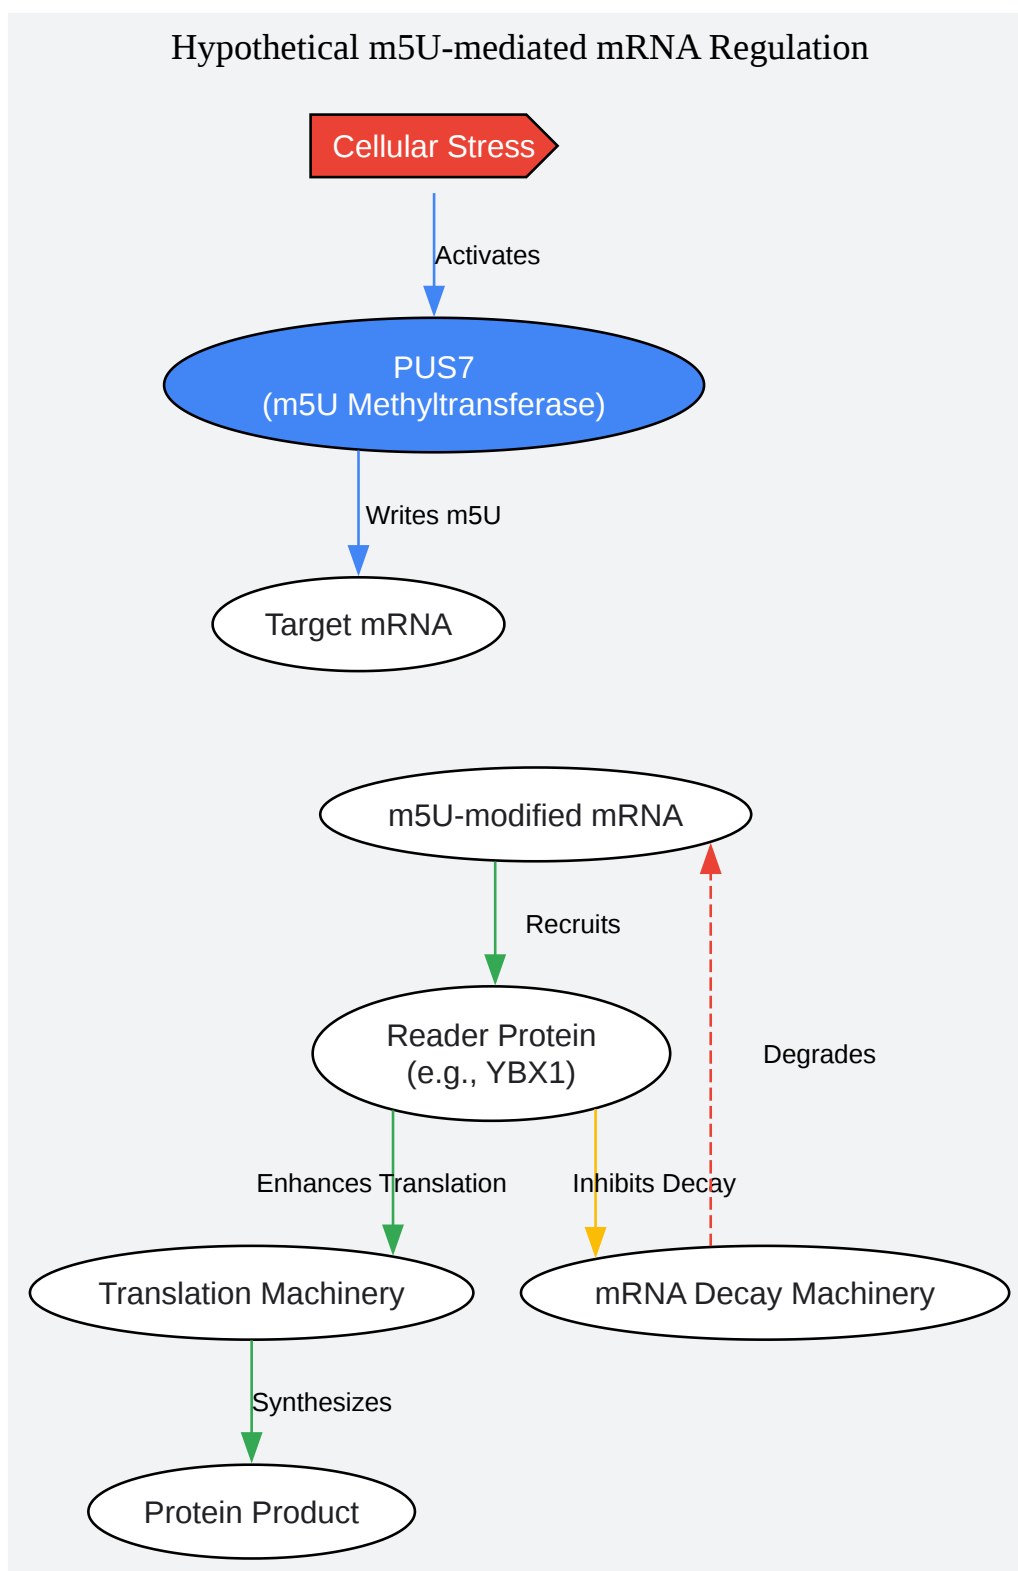 Hypothetical m5U-mediated mRNA Regulation
Cellular Stress
Activates
PUS7
(m5U Methyltransferase)
Writes m5U
Target mRNA
m5U-modified mRNA
Recruits
Reader Protein
(e.g., YBX1)
Degrades
Enhances Translation
Inhibits Decay
Translation Machinery
mRNA Decay Machinery
Synthesizes
Protein Product